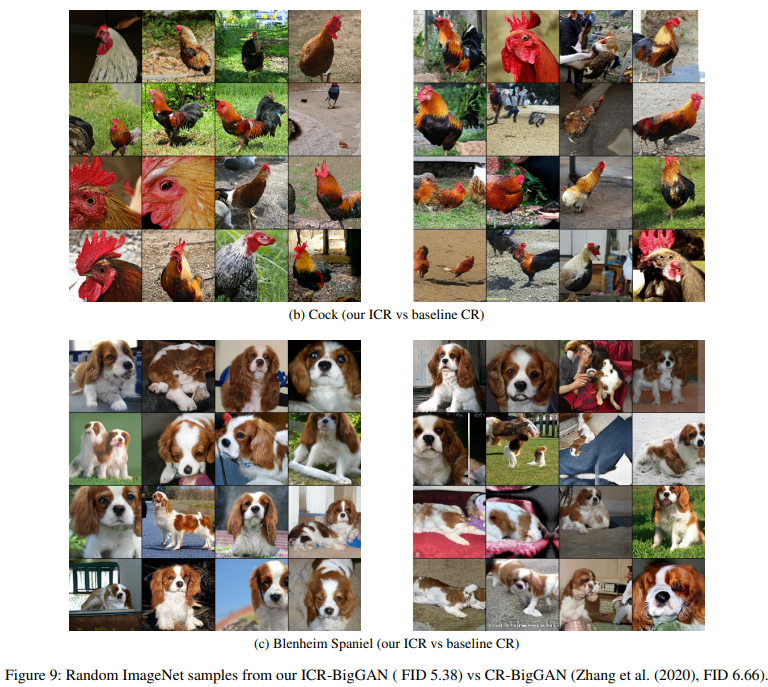 (b) Cock (our ICR vs baseline CR)
(c) Blenheim Spaniel (our ICR vs baseline CR)
Figure 9: Random ImageNet samples from our ICR-BigGAN ( FID 5.38) vs CR-BigGAN (Zhang et al. (2020), FID 6.66).